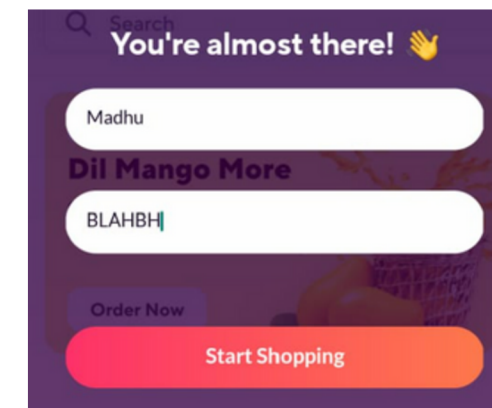 Search
You're almost there! 👋
Madhu
Dil Mango More
BLAHBH
Order Now
Start Shopping